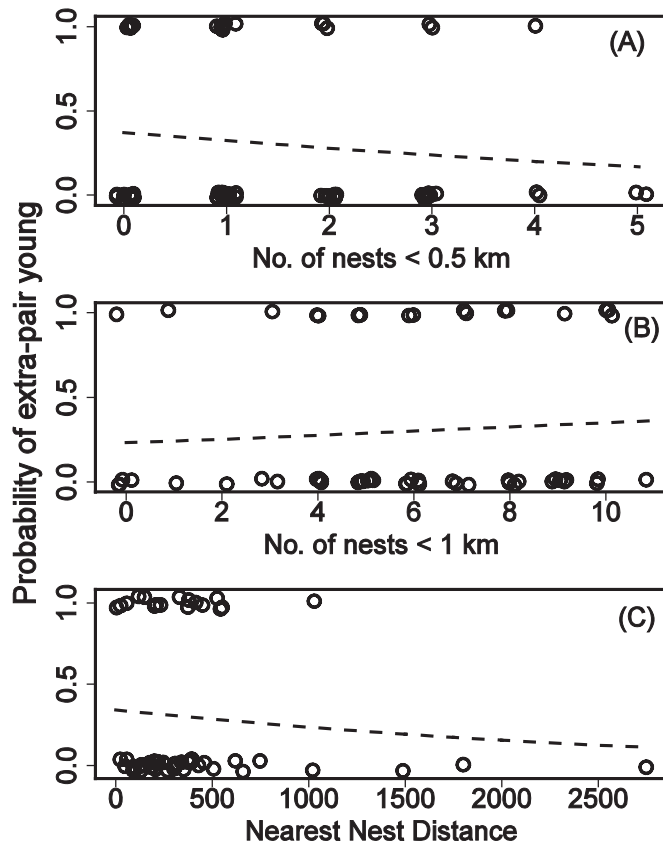 Probability of extra-pair young
(A)
1.0
0.5
0.0
0 1 2 3 4 5
No. of nests < 0.5 km
(B)
1.0
0.5
0.0
0 2 4 6 8 10
No. of nests < 1 km
(C)
1.0
0.5
0.0
0 500 1000 1500 2000 2500
Nearest Nest Distance